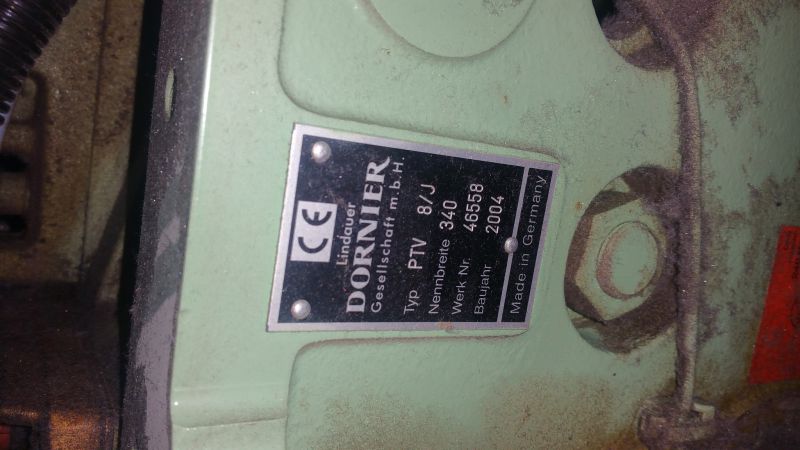 CE
Lindauer
DORNIER
Gesellschaft m.b.H.
Typ PTV 8/J
Nennbreite 340
Werk Nr. 46558
Baujahr 2004
Made in Germany